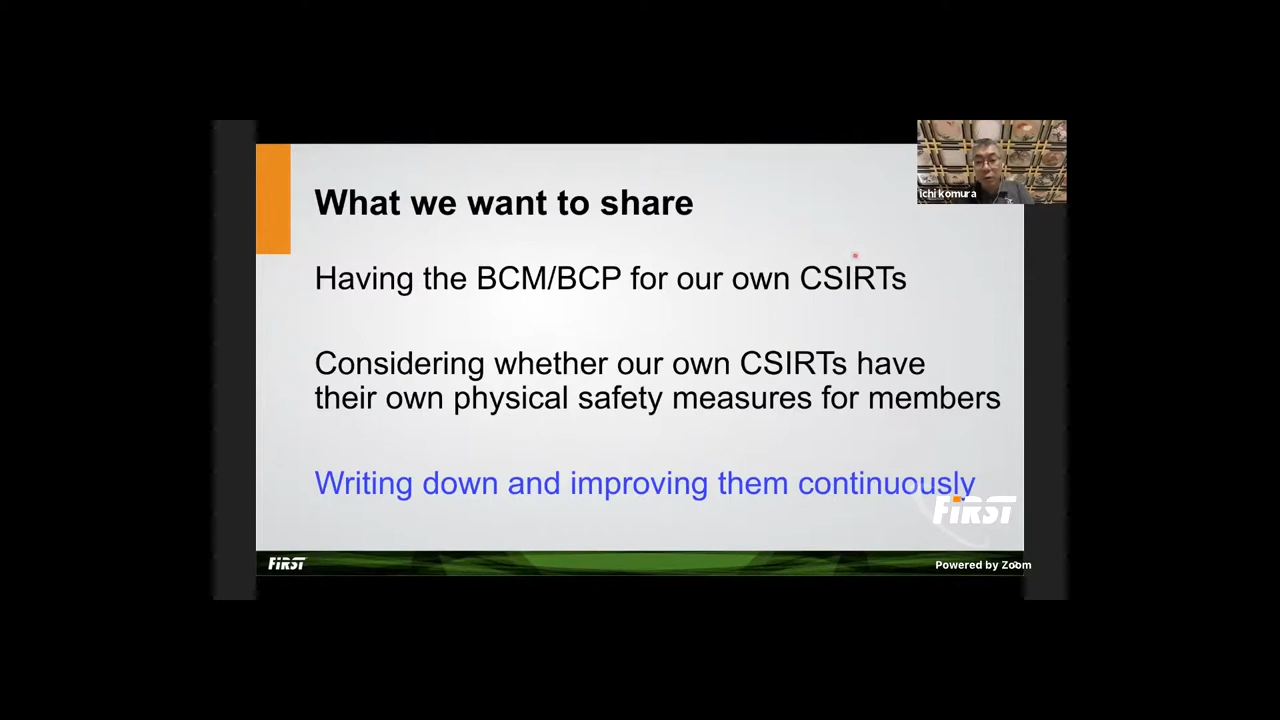 What we want to share
ichi komura
Having the BCM/BCP for our own CSIRTs
Considering whether our own CSIRTs have
their own physical safety measures for members
Writing down and improving them continuously
FiRST
FiRST
Powered by Zoom